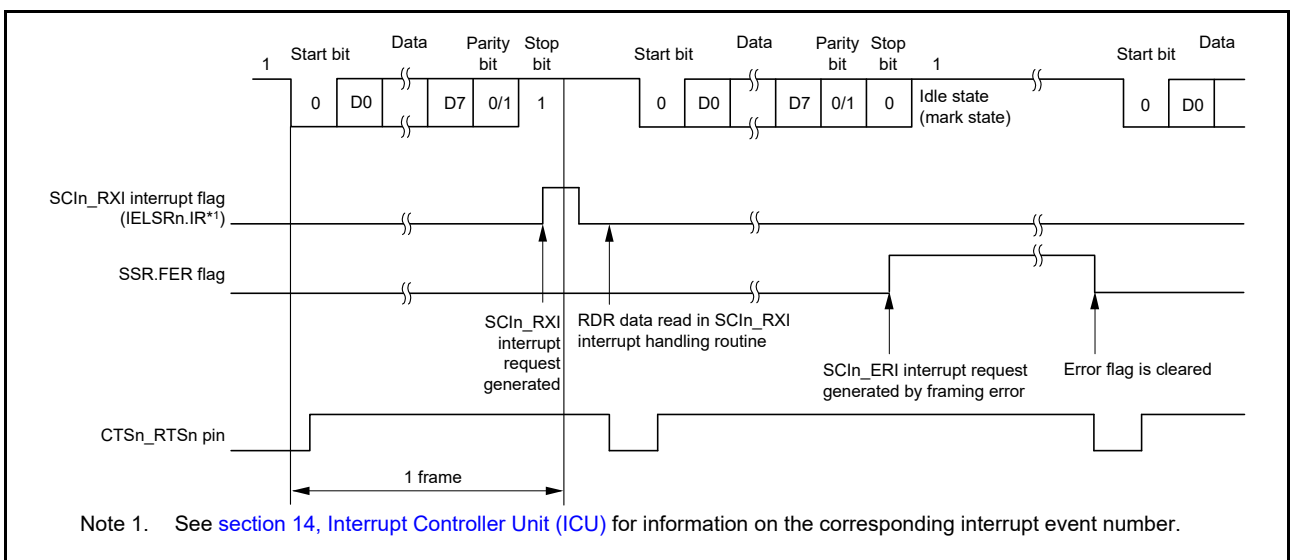 1 Start bit Data Parity bit Stop bit Start bit Data Parity bit Stop bit 1 Start bit Data
0 D0 D7 0/1 1 0 D0 D7 0/1 0 Idle state (mark state) 0 D0
SCIn_RXI interrupt flag
(IELSRn.IR*1)
SSR.FER flag
SCIn_RXI
interrupt
request
generated
RDR data read in SCIn_RXI
interrupt handling routine
SCIn_ERI interrupt request
generated by framing error
Error flag is cleared
CTSn_RTSn pin
1 frame
Note 1. See section 14, Interrupt Controller Unit (ICU) for information on the corresponding interrupt event number.